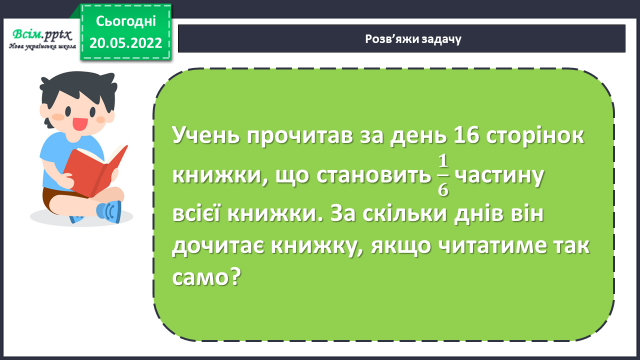 Всім.pptx
Нова українська школа
Сьогодні
20.05.2022
Розв'яжи задачу
Учень прочитав за день 16 сторінок
книжки, що становить 1/6 частину
всієї книжки. За скільки днів він
дочитає книжку, якщо читатиме так
само?